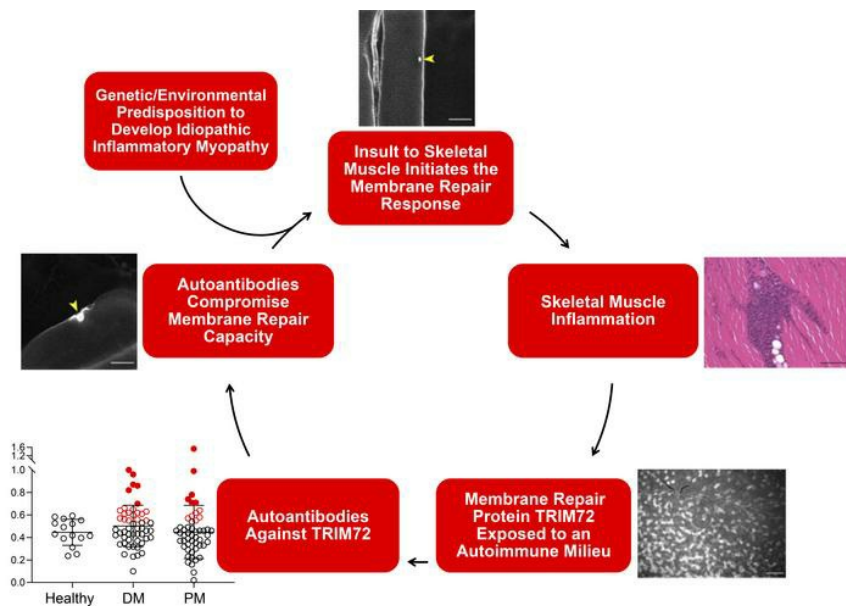 Genetic/Environmental
Predisposition to
Develop Idiopathic
Inflammatory Myopathy
Insult to Skeletal
Muscle Initiates the
Membrane Repair
Response
Autoantibodies
Compromise
Membrane Repair
Capacity
Skeletal Muscle
Inflammation
Autoantibodies
Against TRIM72
Membrane Repair
Protein TRIM72
Exposed to an
Autoimmune Milieu
1.6
1.2
1.0
0.8
0.6
0.4
0.2
0.0
Healthy DM PM